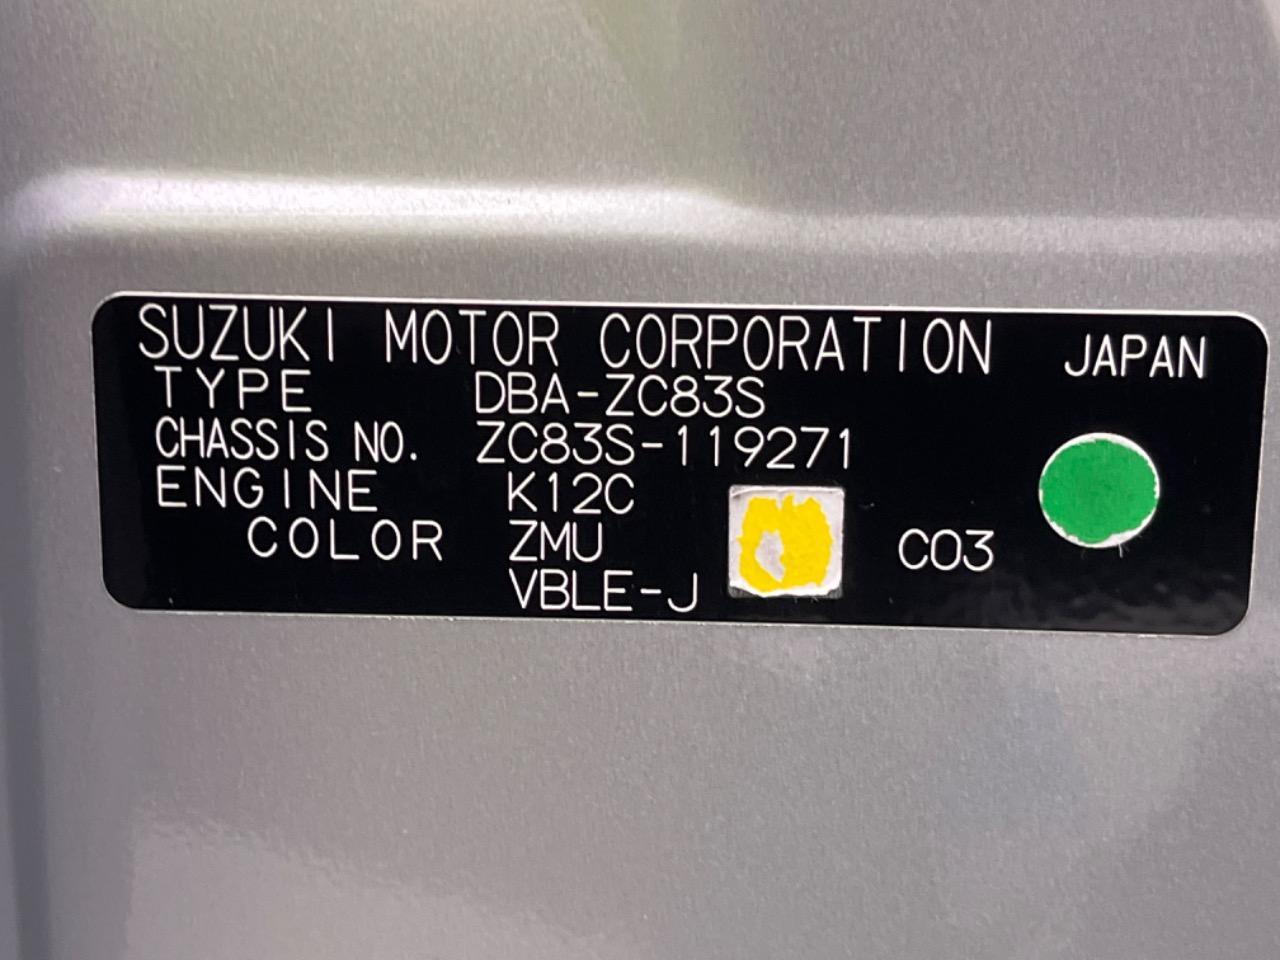 SUZUKI MOTOR CORPORATION JAPAN
TYPE DBA-ZC83S
CHASSIS NO. ZC83S-119271
ENGINE K12C
COLOR ZMU C03
VBLE-J